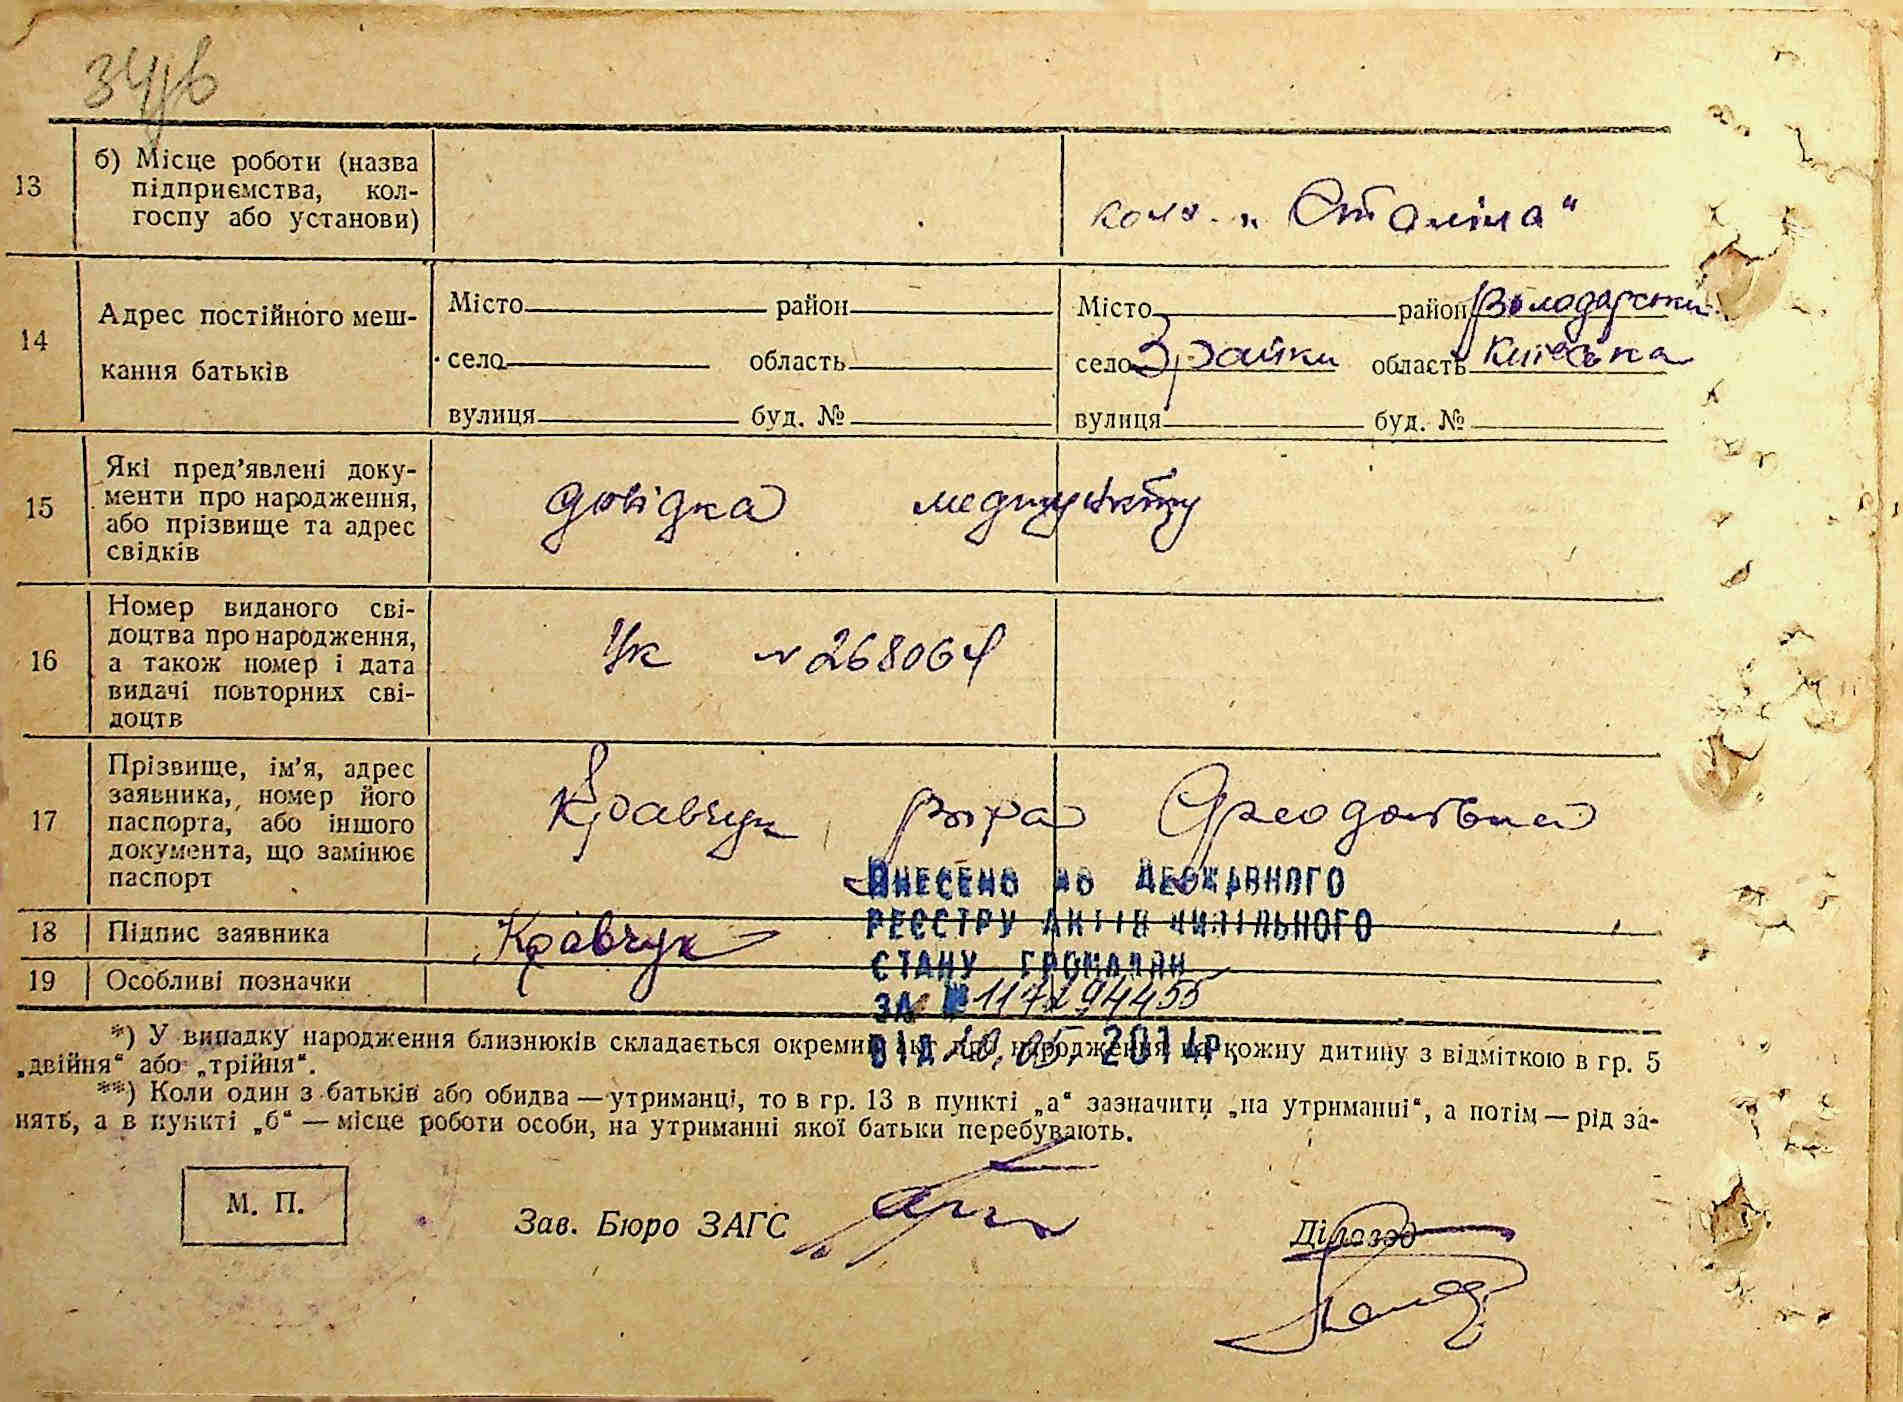 13
б) Місце роботи (назва
підприємства, кол-
госпу або установи)
колг. „Сталіна“
14
Адрес постійного меш-
кання батьків
Місто район
село область
вулиця буд. №
Місто район Володарськи
село Зрайки область Київська
вулиця буд. №
15
Які пред’явлені доку-
менти про народження,
або прізвище та адрес
свідків
довідка медпункту
16
Номер виданого сві-
доцтва про народження,
а також номер і дата
видачі повторних сві-
доцтв
№ 268064
17
Прізвище, ім’я, адрес
заявника, номер його
паспорта, або іншого
документа, що замінює
паспорт
Кравчук Віра
18
Підпис заявника
Кравчук
19
Особливі позначки
ВНЕСЕНО ДО ДЕРЖАВНОГО
РЕЄСТРУ АКТІВ ЦИВІЛЬНОГО
СТАНУ ГРОМАДЯН
ЗА №
ВІД 05. 2014р.
*) У випадку народження близнюків складається окремий акт про народження на кожну дитину з відміткою в гр. 5
„двійня“ або „трійня“.
**) Коли один з батьків або обидва — утриманці, то в гр. 13 в пункті „а“ зазначити „на утриманні“, а потім — рід за-
нять, а в пункті „б“ — місце роботи особи, на утриманні якої батьки перебувають.
М. П.
Зав. Бюро ЗАГС
Діловод